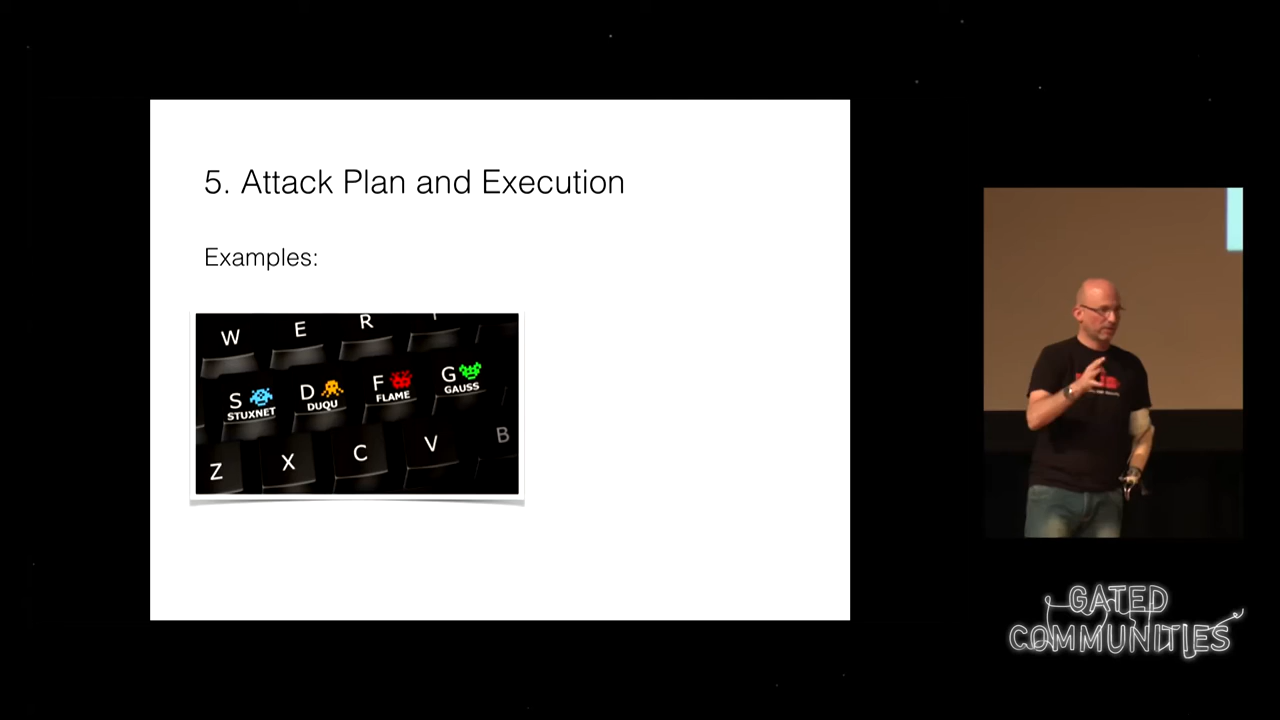 5. Attack Plan and Execution
Examples:
W E R
S D F G
STUXNET DUQU FLAME GAUSS
Z X C V B
GATED
COMMUNITIES